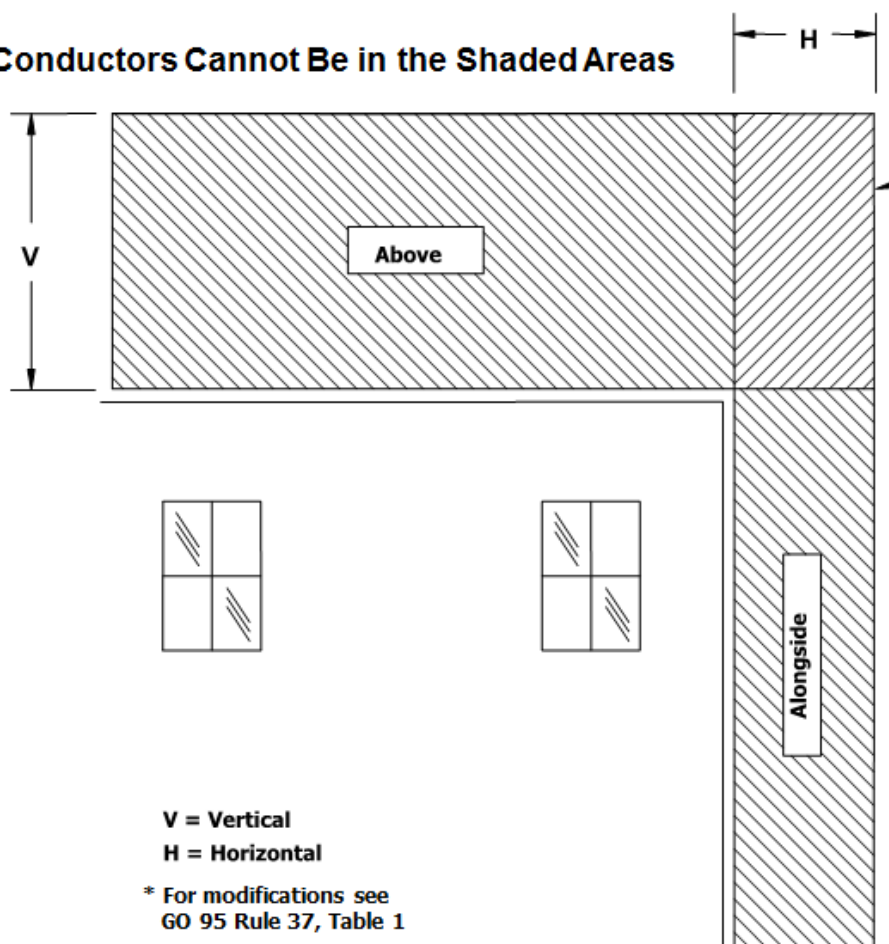 Conductors Cannot Be in the Shaded Areas
H
V
Above
Alongside
V = Vertical
H = Horizontal
* For modifications see
GO 95 Rule 37, Table 1